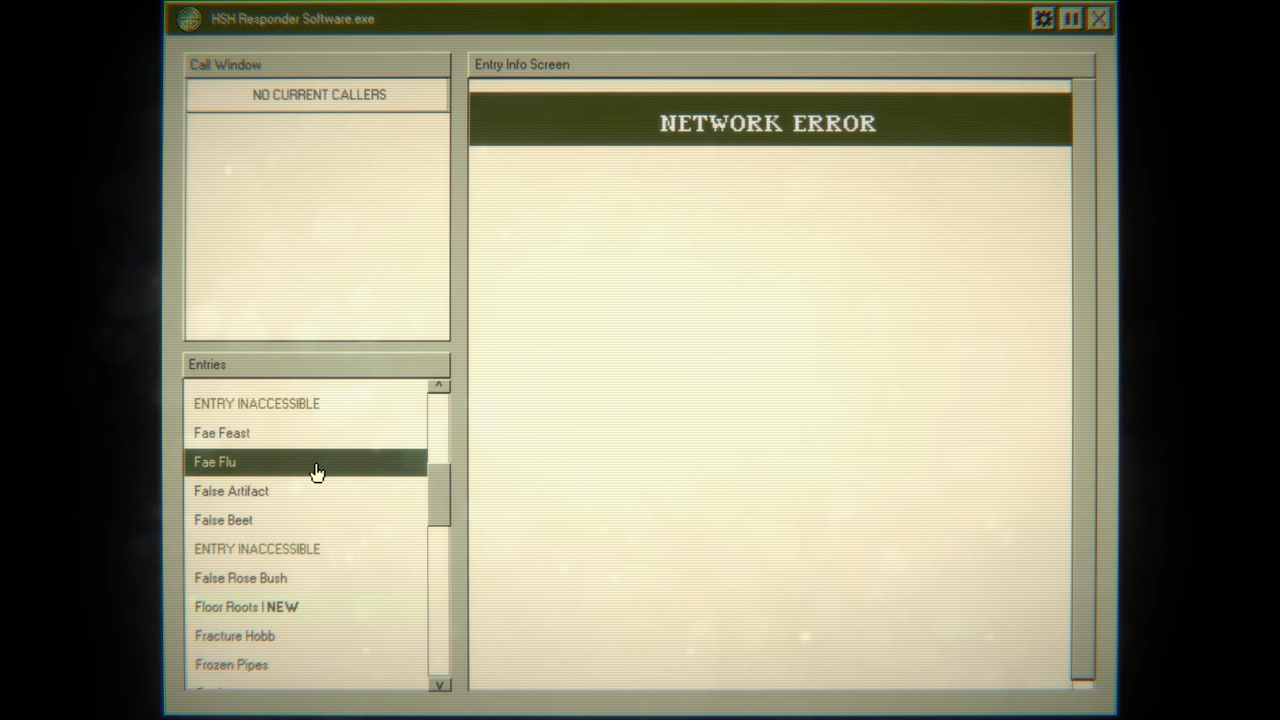 HSH Responder Software.exe
Call Window
NO CURRENT CALLERS
Entry Info Screen
NETWORK ERROR
Entries
ENTRY INACCESSIBLE
Fae Feast
Fae Flu
False Artifact
False Beet
ENTRY INACCESSIBLE
False Rose Bush
Floor Roots | NEW
Fracture Hobb
Frozen Pipes